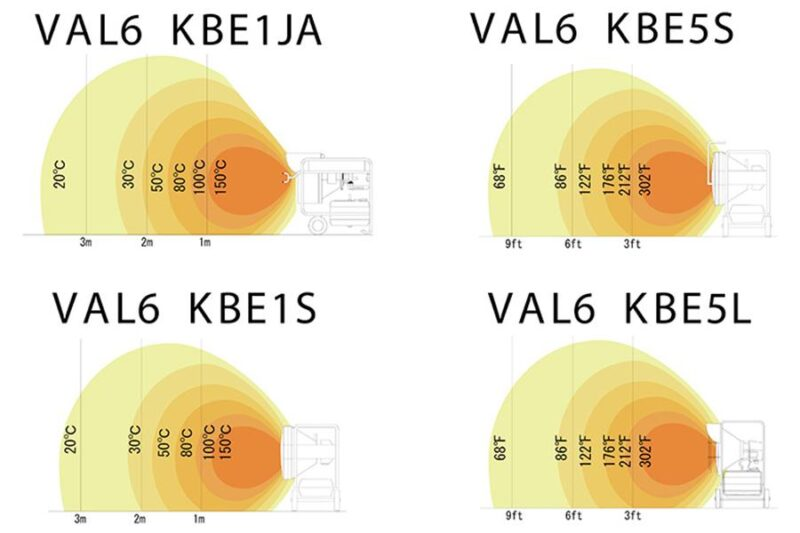 VAL6 KBE1JA
20℃
30℃
50℃
80℃
100℃
150℃
3m
2m
1m
VAL6 KBE5S
68℉
86℉
122℉
176℉
212℉
302℉
9ft
6ft
3ft
VAL6 KBE1S
20℃
30℃
50℃
80℃
100℃
150℃
3m
2m
1m
VAL6 KBE5L
68℉
86℉
122℉
176℉
212℉
302℉
9ft
6ft
3ft